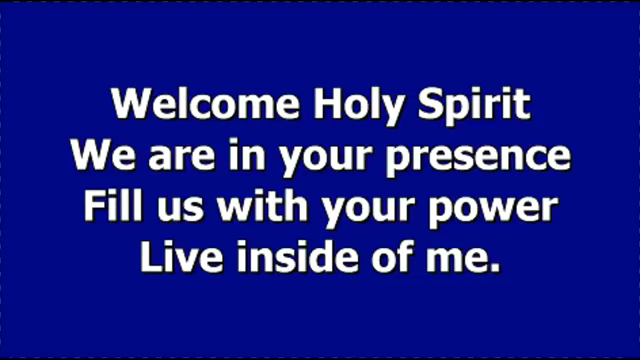 Welcome Holy Spirit
We are in your presence
Fill us with your power
Live inside of me.